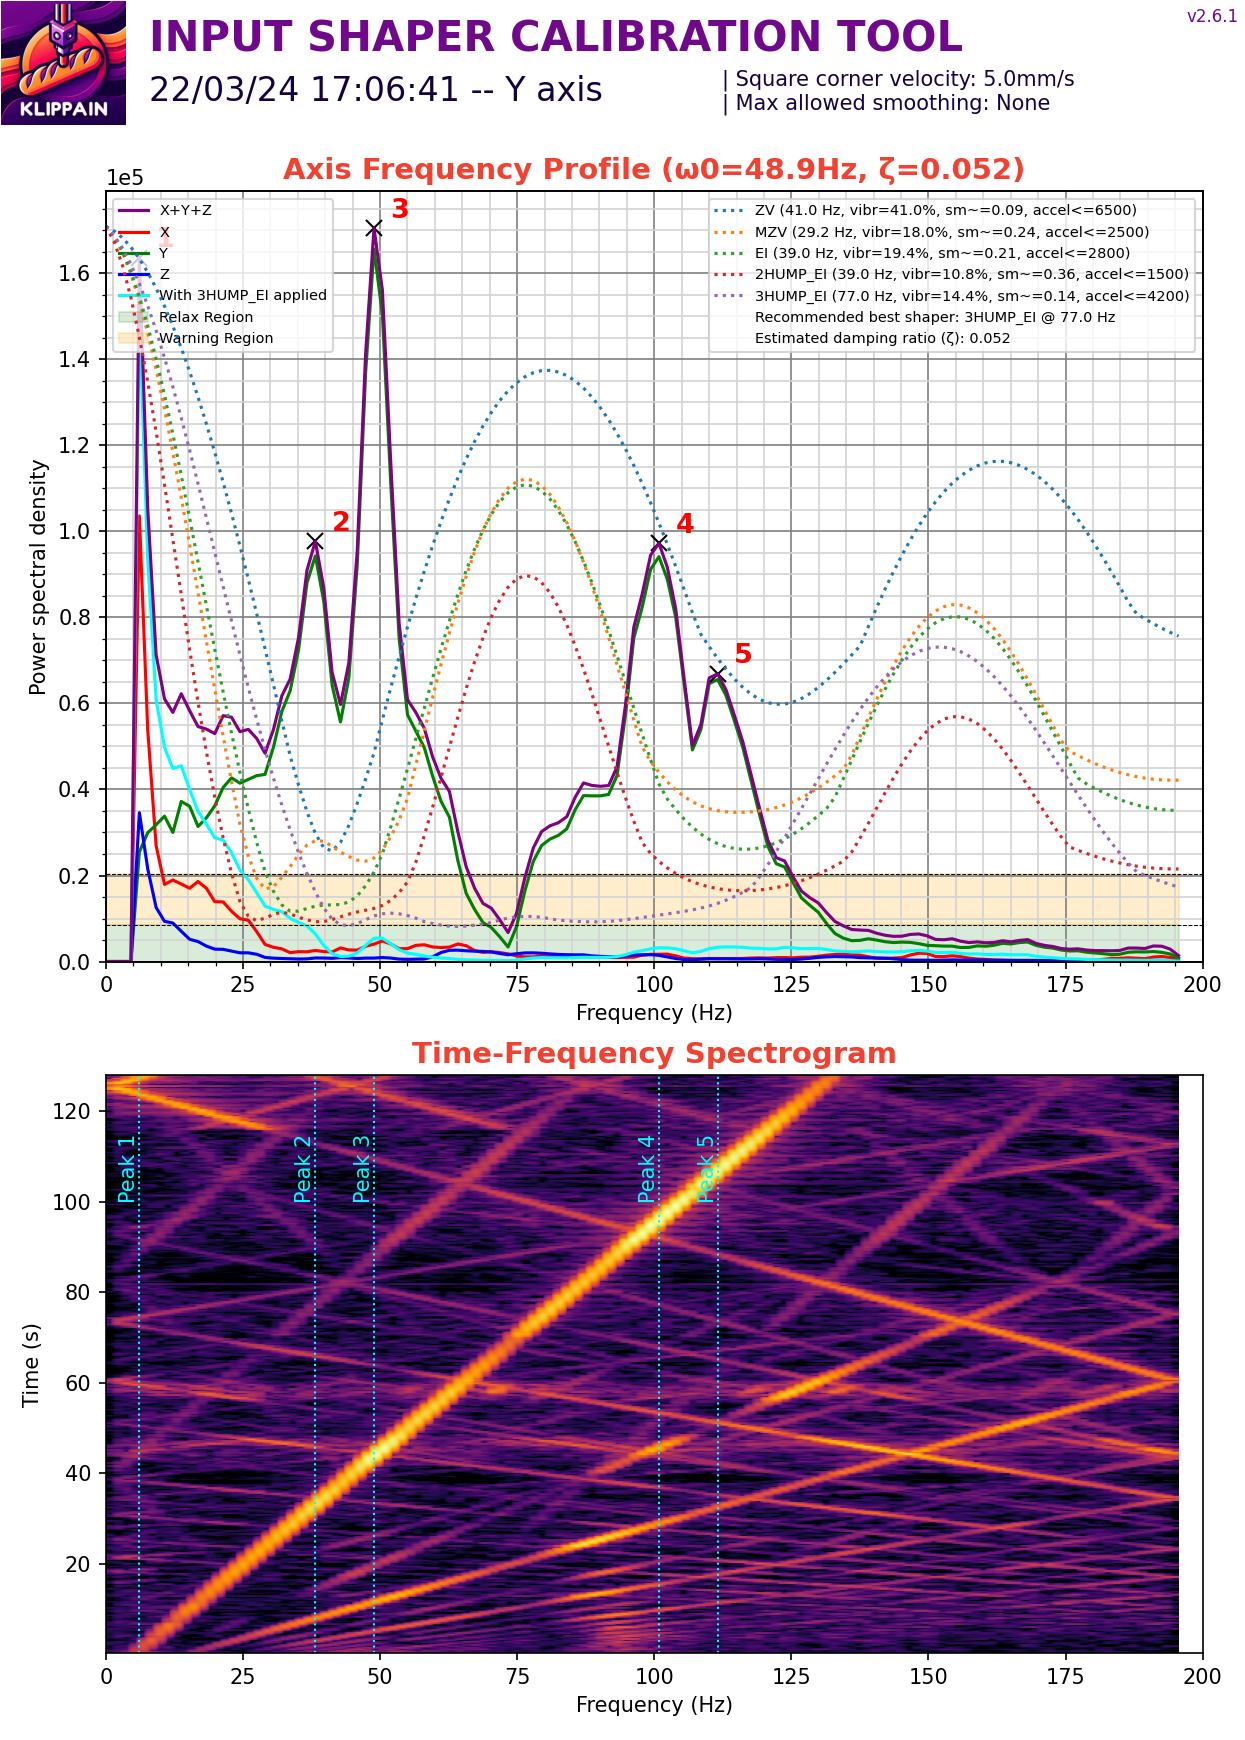 v2.6.1
INPUT SHAPER CALIBRATION TOOL
KLIPPAIN
22/03/24 17:06:41 -- Y axis
| Square corner velocity: 5.0mm/s
| Max allowed smoothing: None
Axis Frequency Profile (ω0=48.9Hz, ζ=0.052)
1e5
X+Y+Z
X
Y
Z
With 3HUMP_EI applied
Relax Region
Warning Region
ZV (41.0 Hz, vibr=41.0%, sm~=0.09, accel<=6500)
MZV (29.2 Hz, vibr=18.0%, sm~=0.24, accel<=2500)
EI (39.0 Hz, vibr=19.4%, sm~=0.21, accel<=2800)
2HUMP_EI (39.0 Hz, vibr=10.8%, sm~=0.36, accel<=1500)
3HUMP_EI (77.0 Hz, vibr=14.4%, sm~=0.14, accel<=4200)
Recommended best shaper: 3HUMP_EI @ 77.0 Hz
Estimated damping ratio (ζ): 0.052
1
2
3
4
5
Power spectral density
1.6
1.4
1.2
1.0
0.8
0.6
0.4
0.2
0.0
0 25 50 75 100 125 150 175 200
Frequency (Hz)
Time-Frequency Spectrogram
Peak 1
Peak 2
Peak 3
Peak 4
Peak 5
Time (s)
120
100
80
60
40
20
0 25 50 75 100 125 150 175 200
Frequency (Hz)